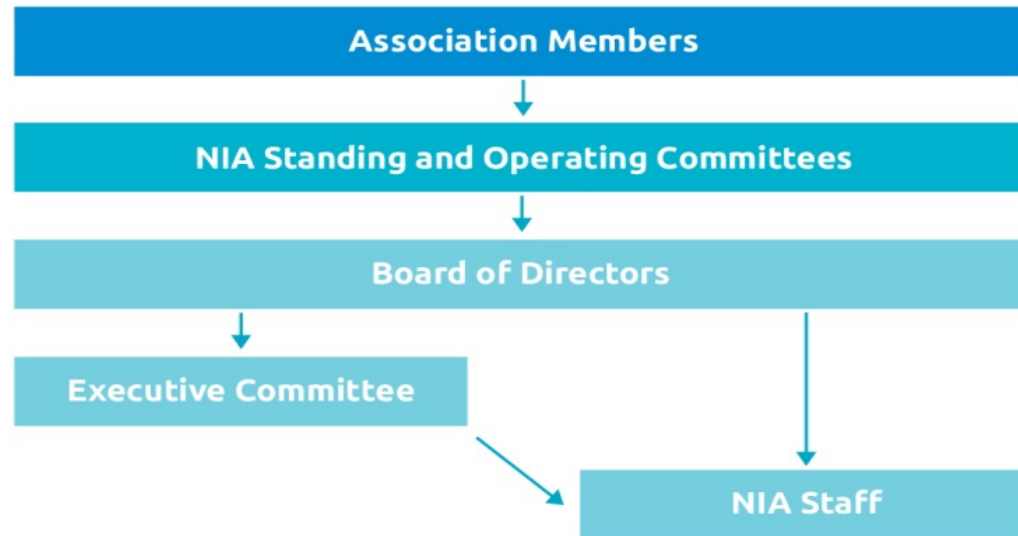 Association Members
NIA Standing and Operating Committees
Board of Directors
Executive Committee
NIA Staff